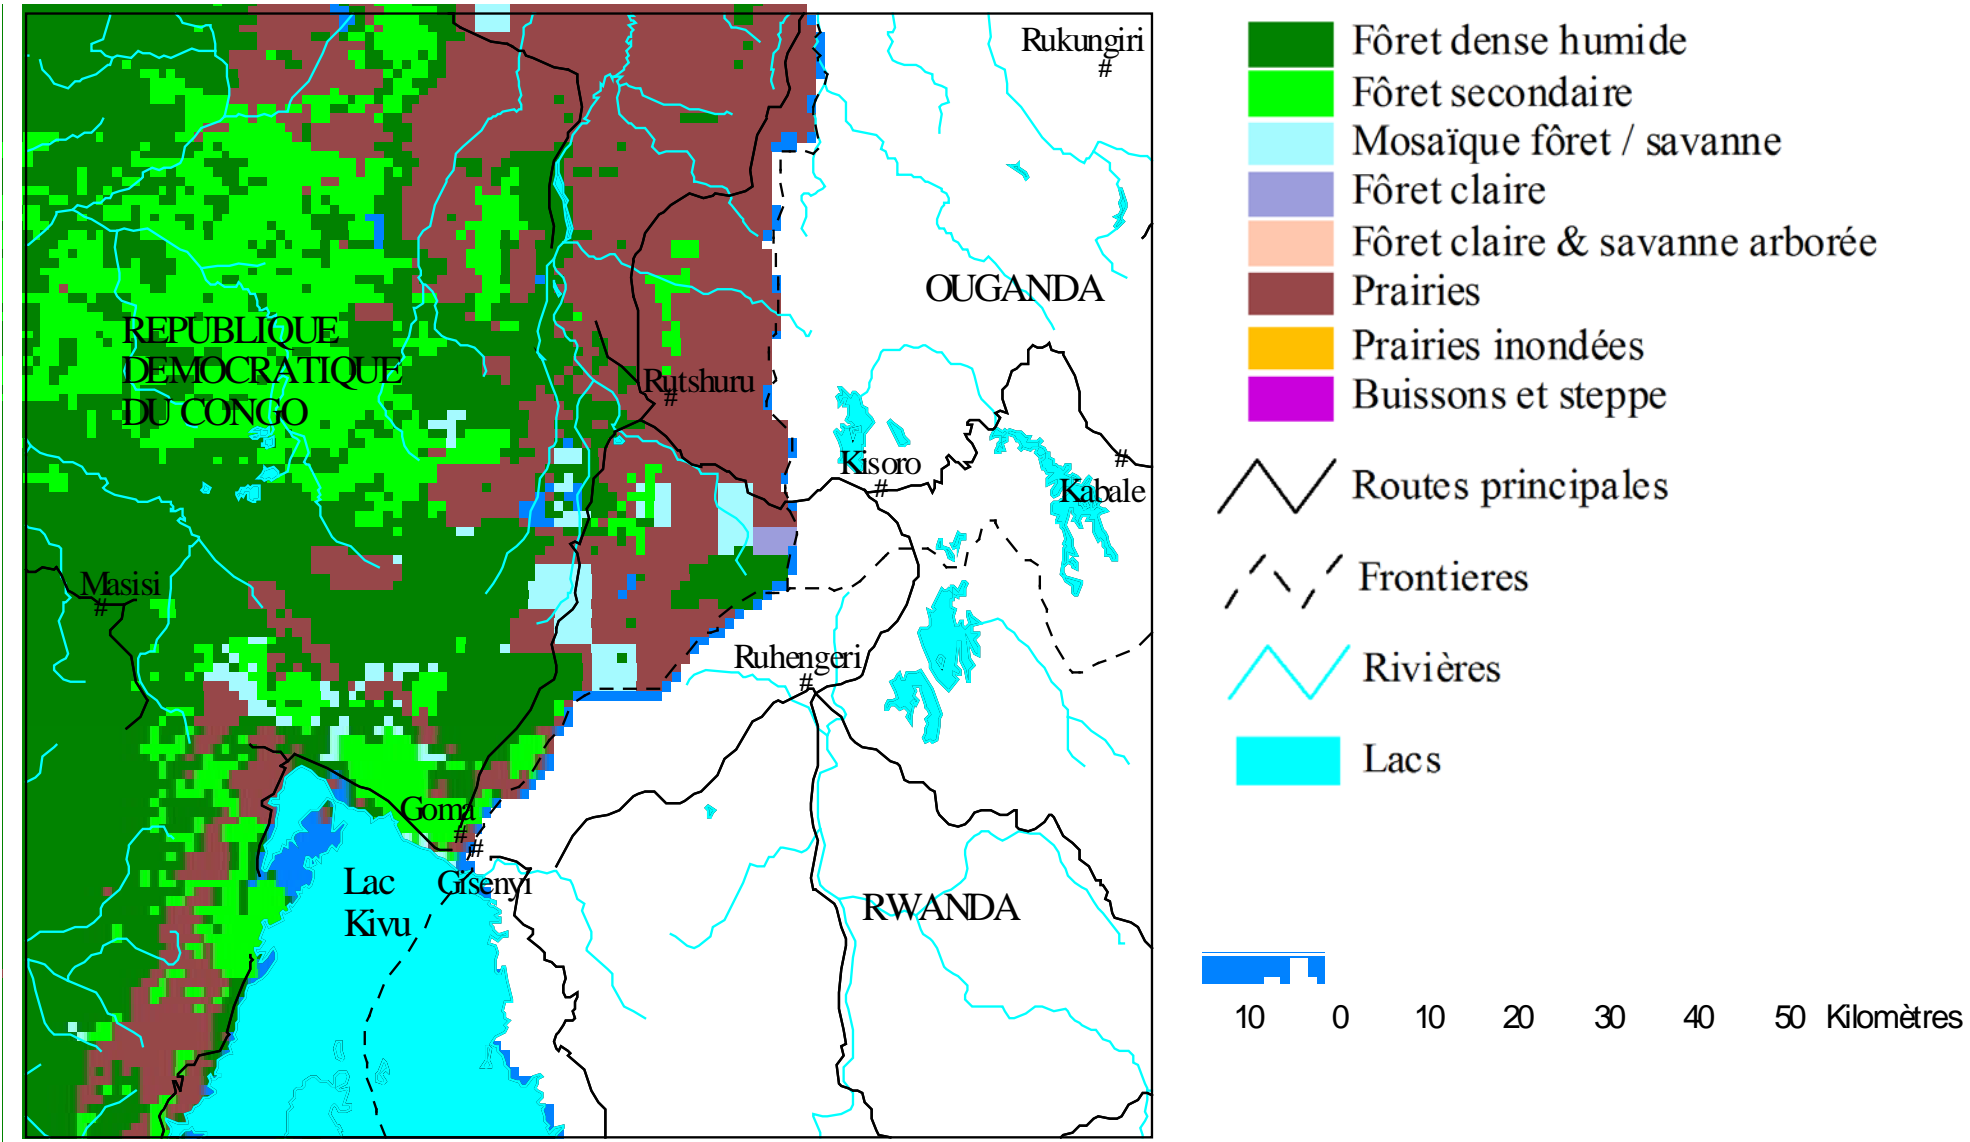 Rukungiri
#
OUGANDA
REPUBLIQUE
DEMOCRATIQUE
DU CONGO
Rutshuru
#
Kisoro
#
#
Kabale
Masisi
#
Ruhengeri
#
Goma
#
#
Gisenyi
Lac
Kivu
RWANDA
Fôret dense humide
Fôret secondaire
Mosaïque fôret / savanne
Fôret claire
Fôret claire & savanne arborée
Prairies
Prairies inondées
Buissons et steppe
Routes principales
Frontieres
Rivières
Lacs
10 0 10 20 30 40 50 Kilomètres